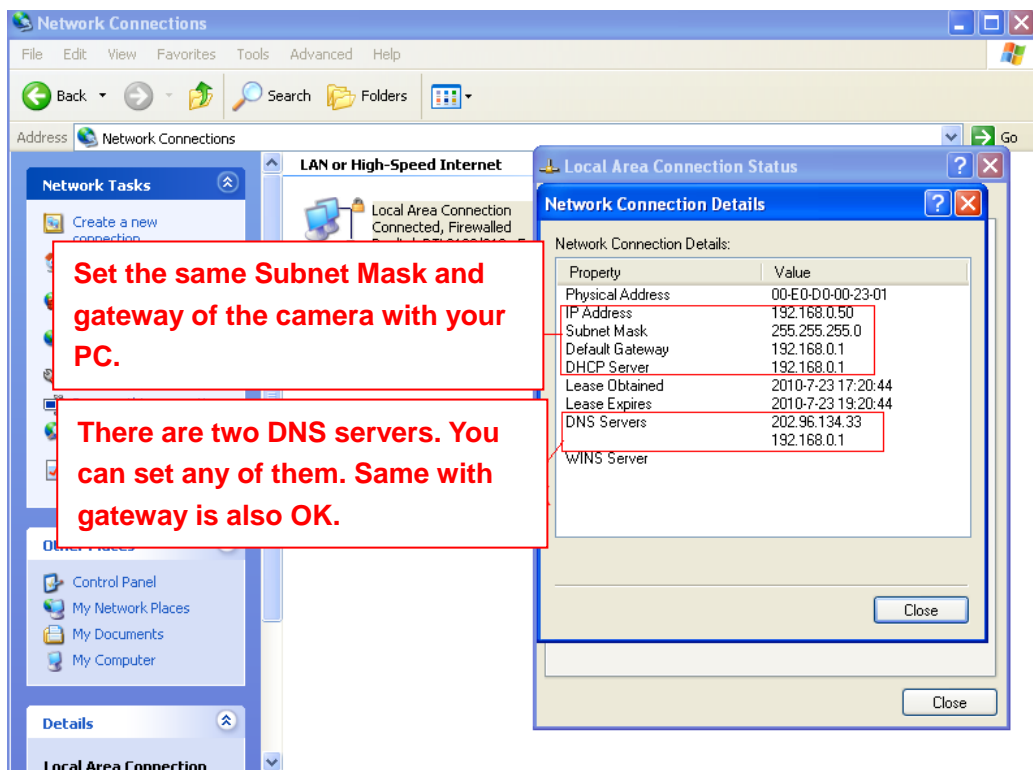 Network Connections
File Edit View Favorites Tools Advanced Help
Back Search Folders
Address Network Connections Go
Network Tasks
Create a new
connection
LAN or High-Speed Internet
Local Area Connection
Connected, Firewalled
Set the same Subnet Mask and
gateway of the camera with your
PC.
There are two DNS servers. You
can set any of them. Same with
gateway is also OK.
Other Places
Control Panel
My Network Places
My Documents
My Computer
Details
Local Area Connection
Local Area Connection Status
Network Connection Details
Network Connection Details:
Property Value
Physical Address 00-E0-D0-00-23-01
IP Address 192.168.0.50
Subnet Mask 255.255.255.0
Default Gateway 192.168.0.1
DHCP Server 192.168.0.1
Lease Obtained 2010-7-23 17:20:44
Lease Expires 2010-7-23 19:20:44
DNS Servers 202.96.134.33
192.168.0.1
WINS Server
Close
Close